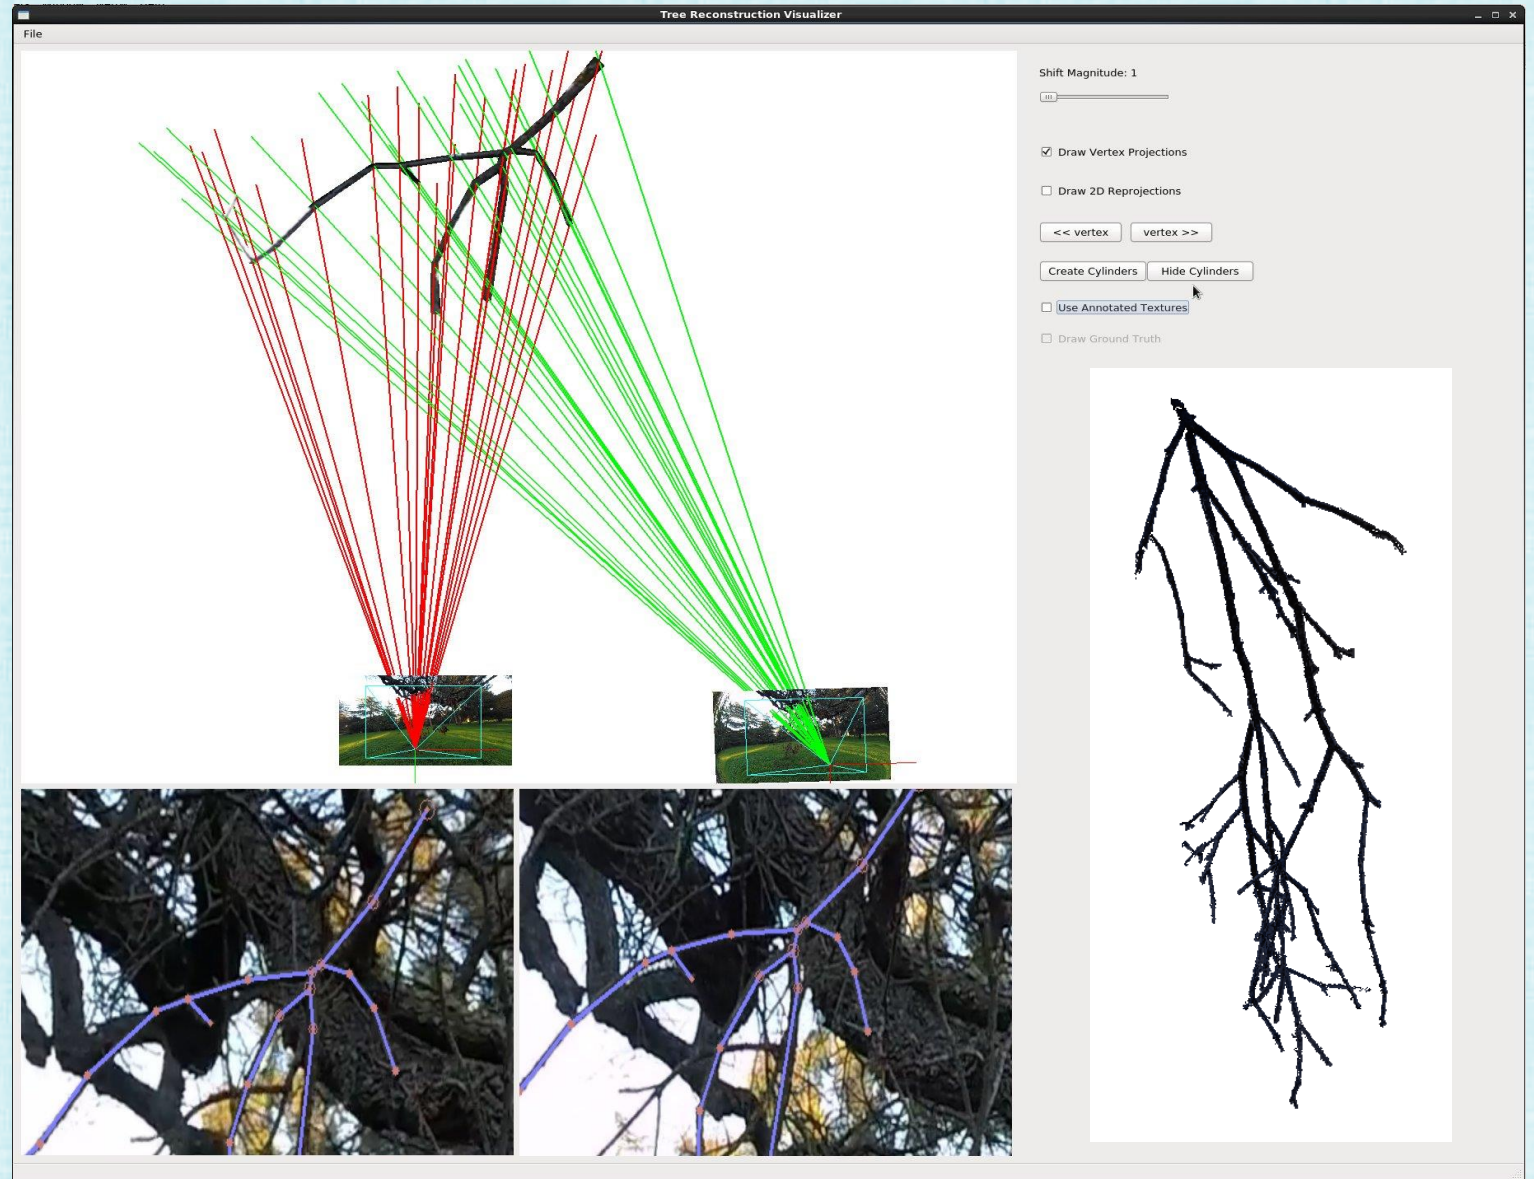 Tree Reconstruction Visualizer
File
Shift Magnitude: 1
Draw Vertex Projections
Draw 2D Reprojections
<< vertex vertex >>
Create Cylinders Hide Cylinders
Use Annotated Textures
Draw Ground Truth